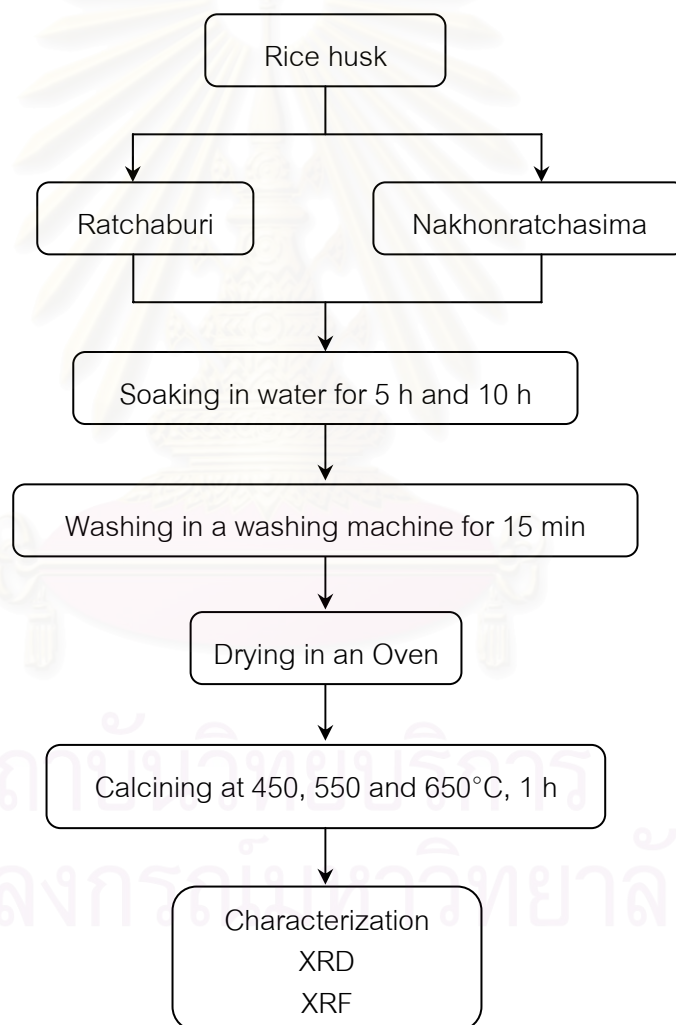 Rice husk
Ratchaburi
Nakhonratchasima
Soaking in water for 5 h and 10 h
Washing in a washing machine for 15 min
Drying in an Oven
Calcining at 450, 550 and 650°C, 1 h
Characterization
XRD
XRF